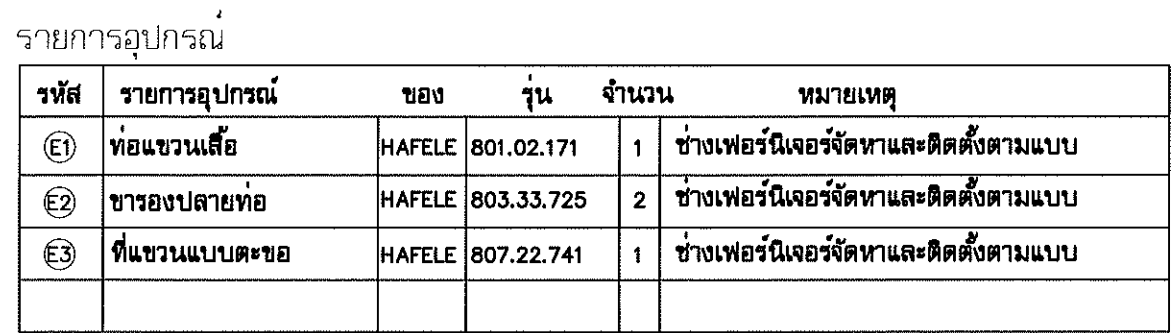 รายการอุปกรณ์
รหัส รายการอุปกรณ์ ของ รุ่น จำนวน หมายเหตุ
E1 ท่อแขวนเสื้อ HAFELE 801.02.171 1 ช่างเฟอร์นิเจอร์จัดหาและติดตั้งตามแบบ
E2 ขารองปลายท่อ HAFELE 803.33.725 2 ช่างเฟอร์นิเจอร์จัดหาและติดตั้งตามแบบ
E3 ที่แขวนแบบตะขอ HAFELE 807.22.741 1 ช่างเฟอร์นิเจอร์จัดหาและติดตั้งตามแบบ